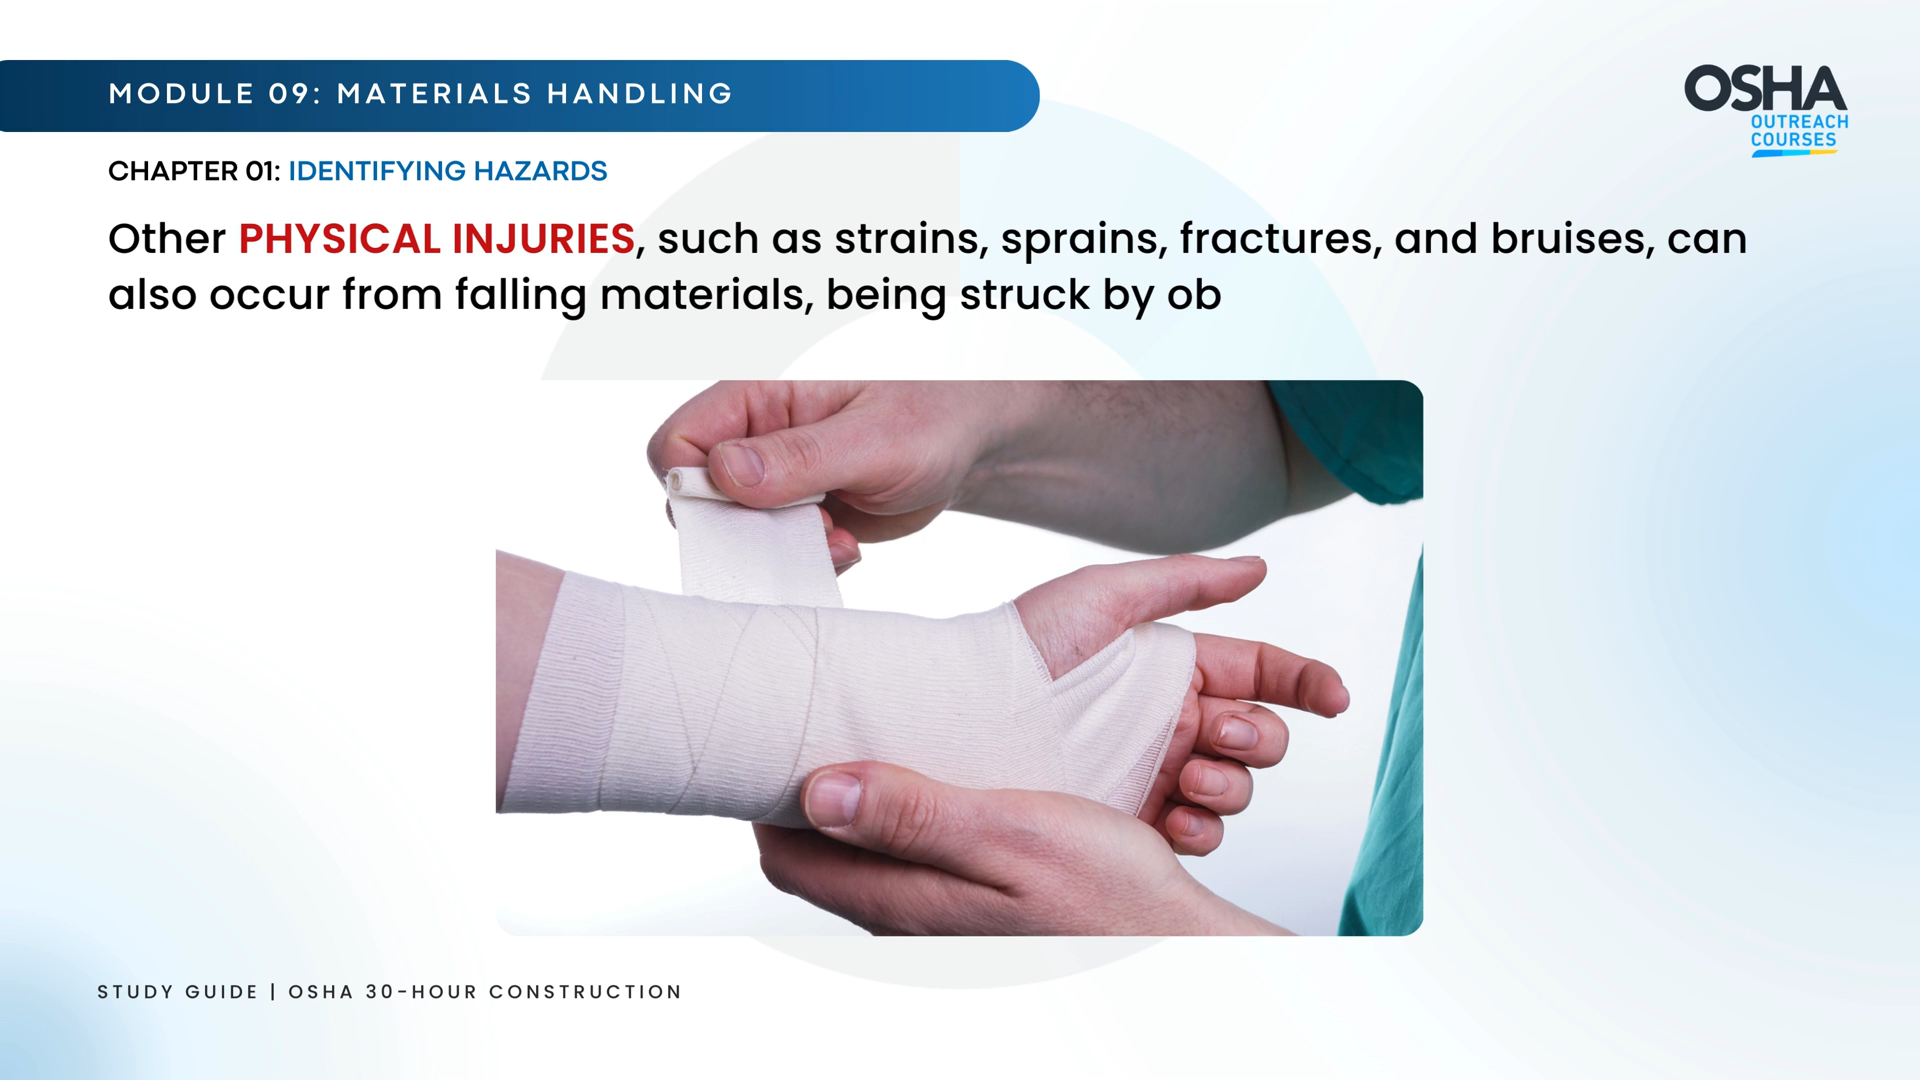 MODULE 09: MATERIALS HANDLING
OSHA
OUTREACH
COURSES
CHAPTER 01: IDENTIFYING HAZARDS
Other PHYSICAL INJURIES, such as strains, sprains, fractures, and bruises, can
also occur from falling materials, being struck by ob
STUDY GUIDE | OSHA 30-HOUR CONSTRUCTION